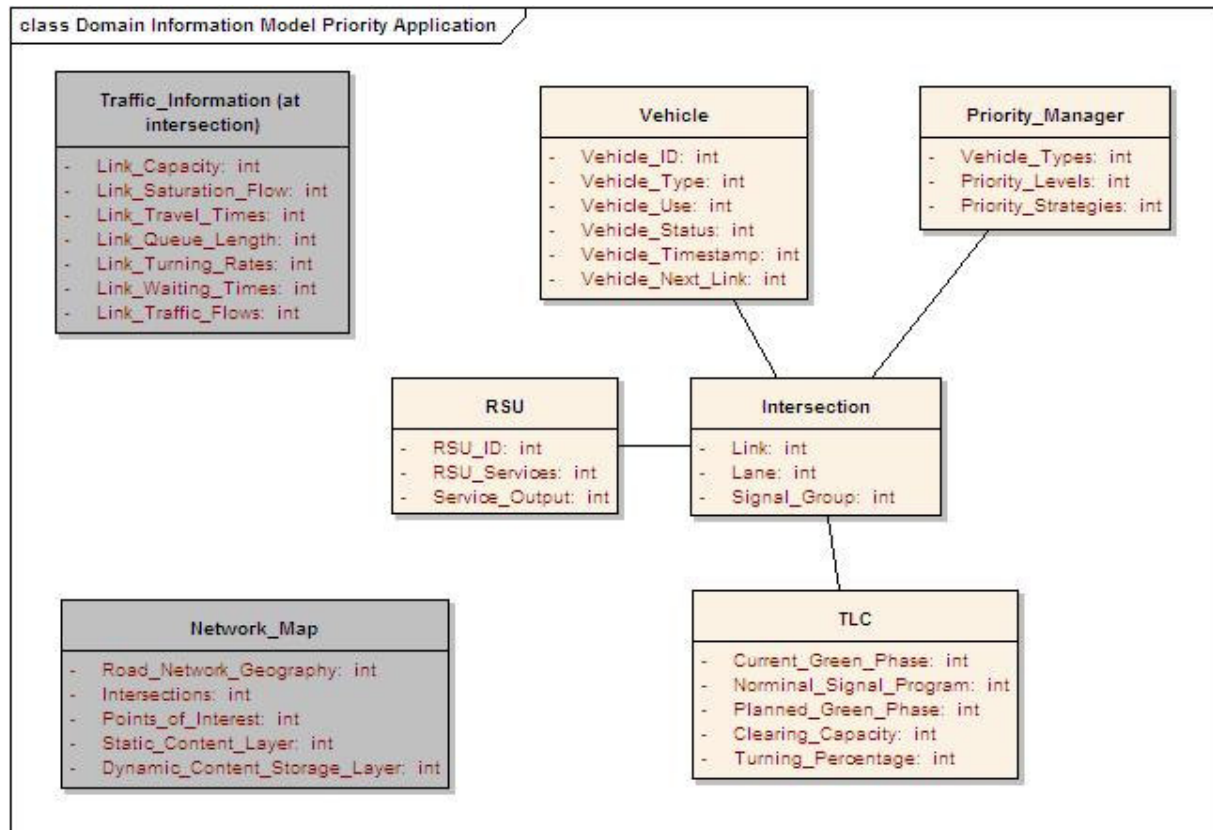 class Domain Information Model Priority Application
Traffic_Information (at
intersection)
- Link_Capacity: int
- Link_Saturation_Flow: int
- Link_Travel_Times: int
- Link_Queue_Length: int
- Link_Turning_Rates: int
- Link_Waiting_Times: int
- Link_Traffic_Flows: int
Vehicle
- Vehicle_ID: int
- Vehicle_Type: int
- Vehicle_Use: int
- Vehicle_Status: int
- Vehicle_Timestamp: int
- Vehicle_Next_Link: int
Priority_Manager
- Vehicle_Types: int
- Priority_Levels: int
- Priority_Strategies: int
RSU
- RSU_ID: int
- RSU_Services: int
- Service_Output: int
Intersection
- Link: int
- Lane: int
- Signal_Group: int
Network_Map
- Road_Network_Geography: int
- Intersections: int
- Points_of_Interest: int
- Static_Content_Layer: int
- Dynamic_Content_Storage_Layer: int
TLC
- Current_Green_Phase: int
- Norminal_Signal_Program: int
- Planned_Green_Phase: int
- Clearing_Capacity: int
- Turning_Percentage: int